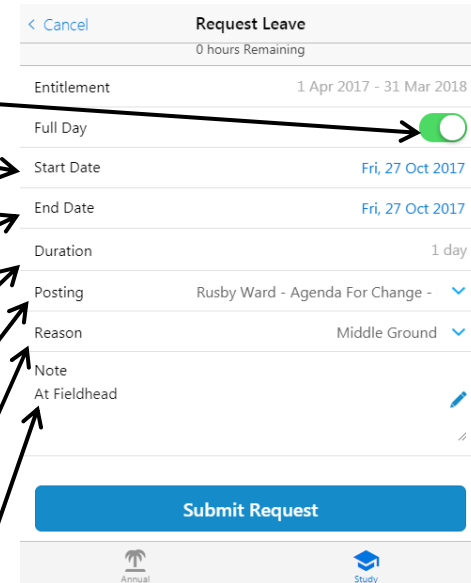 < Cancel Request Leave
0 hours Remaining
Entitlement 1 Apr 2017 - 31 Mar 2018
Full Day
Start Date Fri, 27 Oct 2017
End Date Fri, 27 Oct 2017
Duration 1 day
Posting Rusby Ward - Agenda For Change -
Reason Middle Ground
Note
At Fieldhead
Submit Request
Annual Study